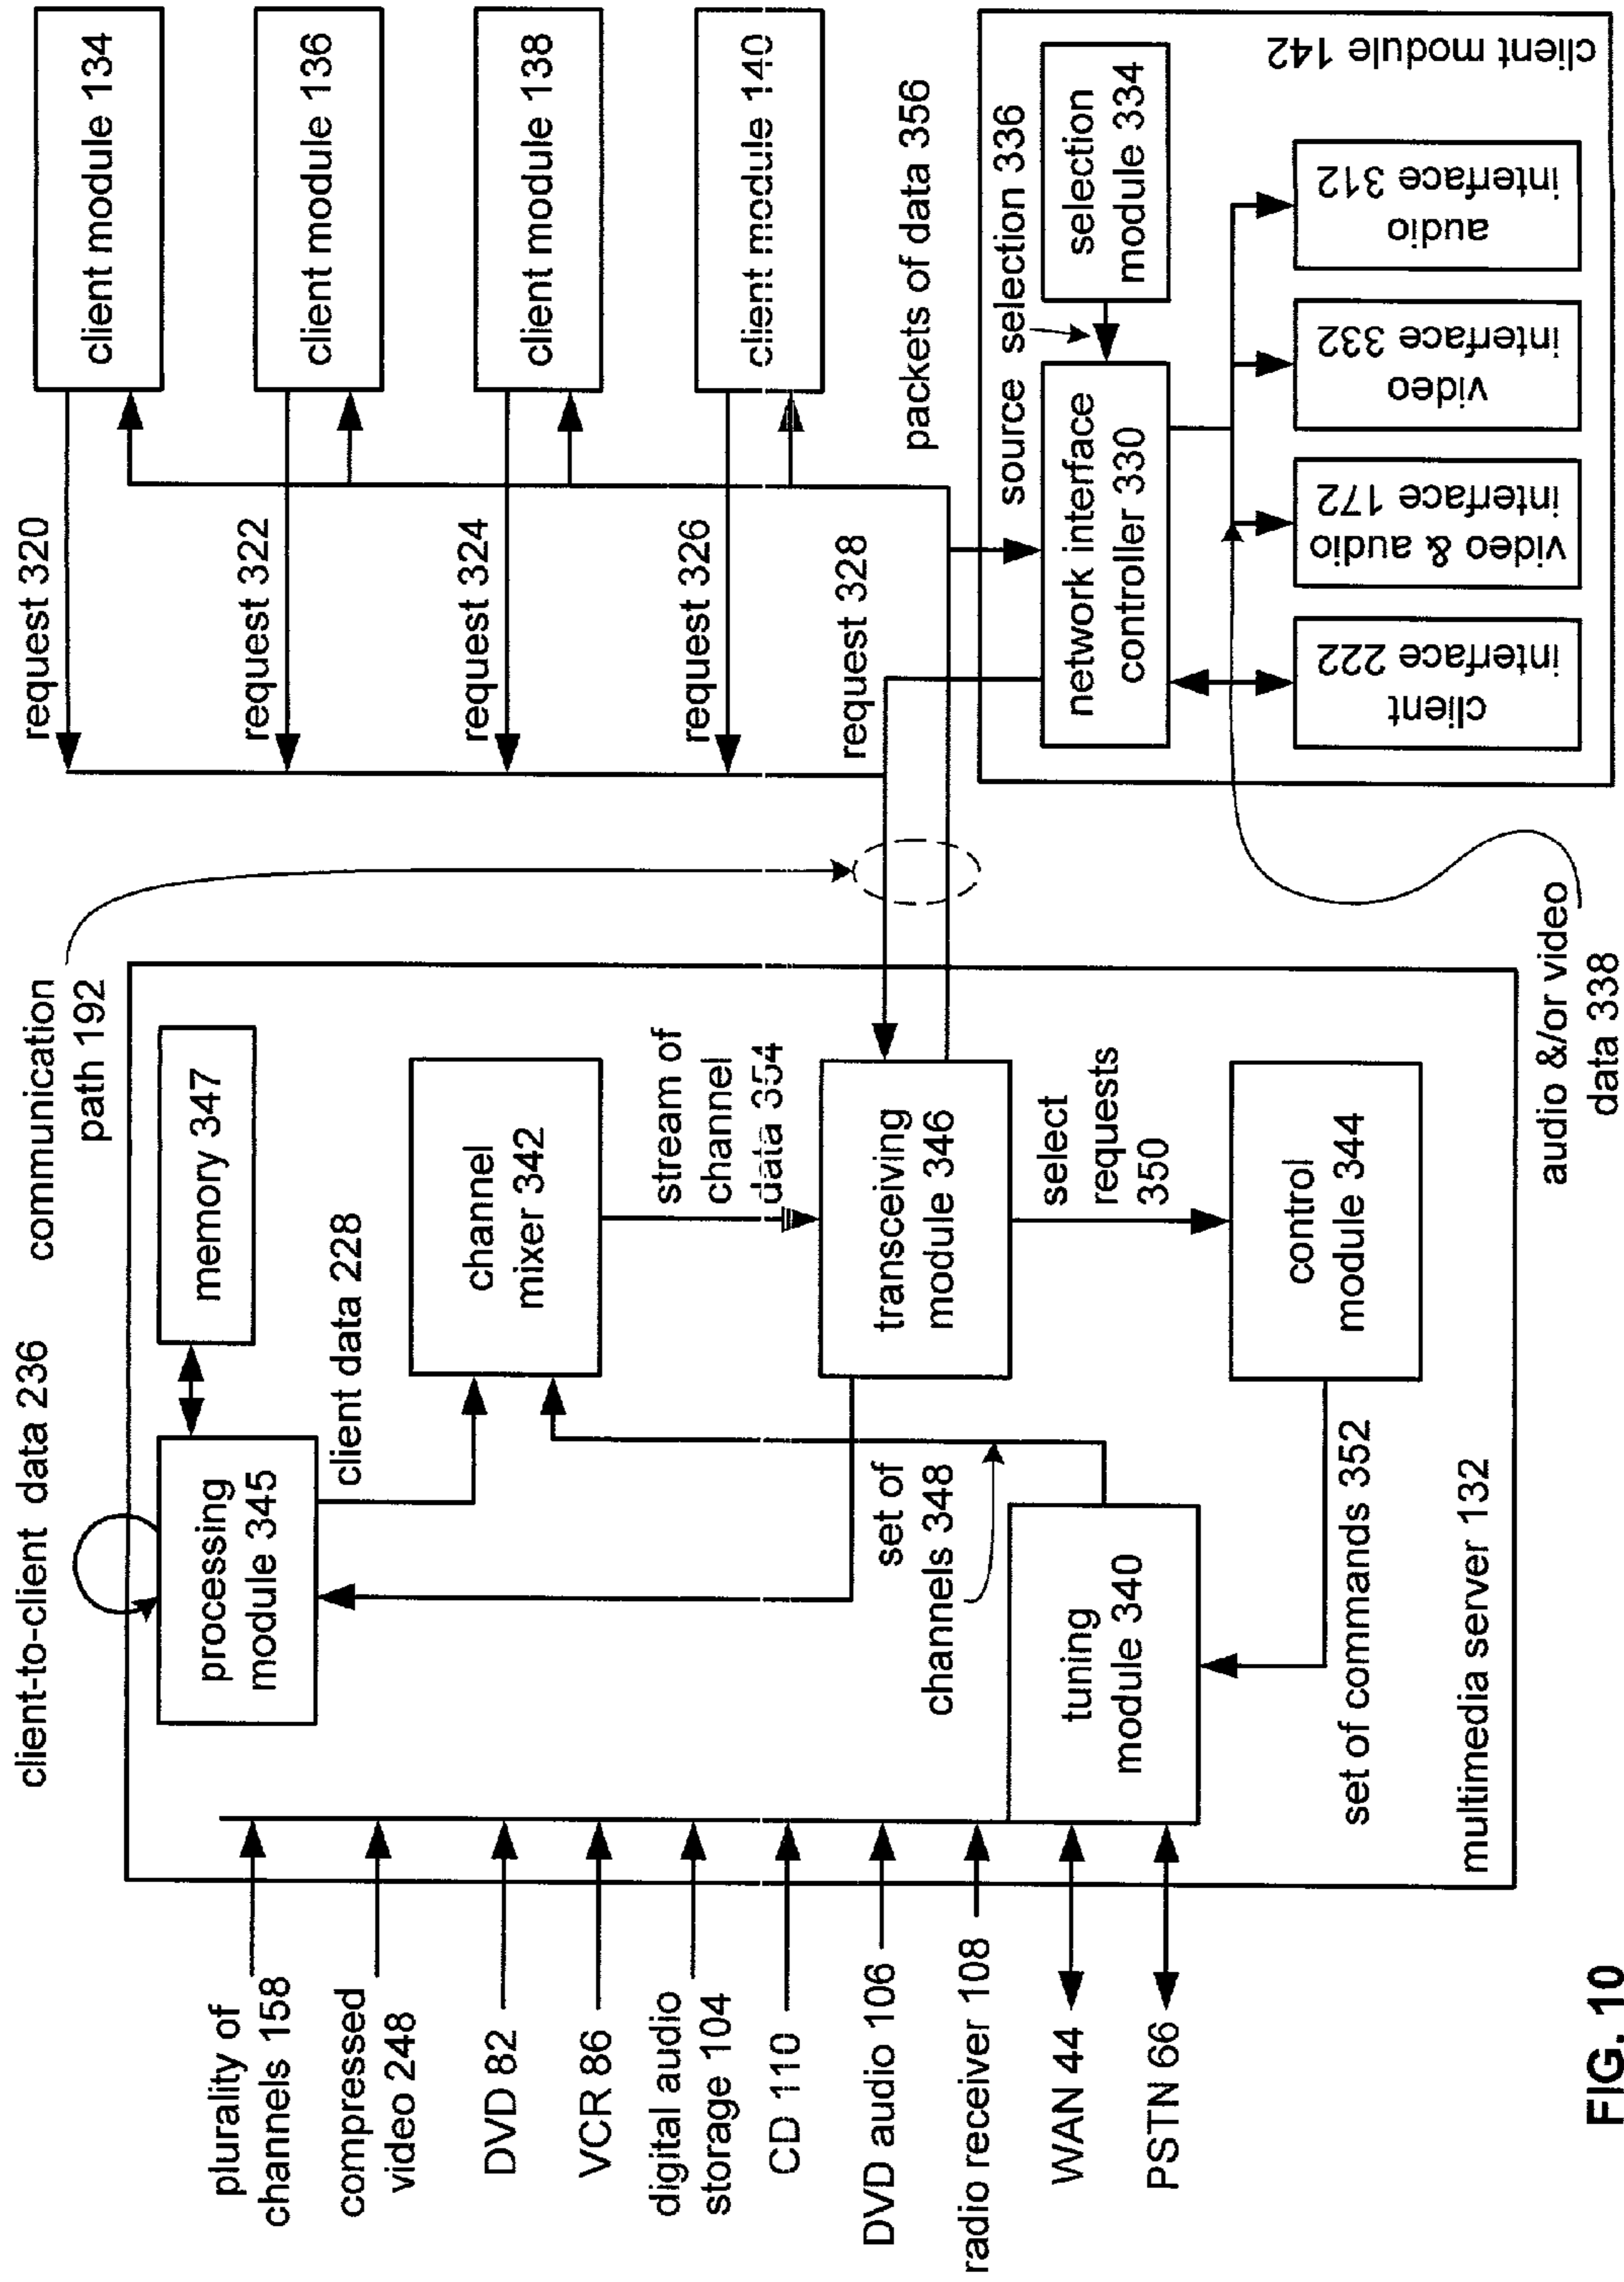 client-to-client data 236
communication
path 192
plurality of
channels 158
compressed
video 248
DVD 82
VCR 86
digital audio
storage 104
CD 110
DVD audio 106
radio receiver 108
WAN 44
PSTN 66
processing
module 345
memory 347
client data 228
channel
mixer 342
stream of
channel
data 354
set of
channels 348
transceiving
module 346
select
requests
350
tuning
module 340
control
module 344
set of commands 352
multimedia server 132
request 320
client module 134
request 322
client module 136
request 324
client module 138
request 326
client module 140
request 328
packets of data 356
source selection 336
network interface
controller 330
selection
module 334
client
interface 222
video & audio
interface 172
video
interface 332
audio
interface 312
client module 142
audio &/or video
data 338
FIG. 10